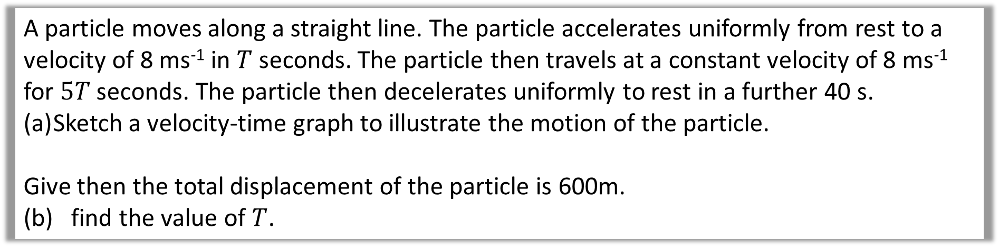 A particle moves along a straight line. The particle accelerates uniformly from rest to a
velocity of 8 ms⁻¹ in T seconds. The particle then travels at a constant velocity of 8 ms⁻¹
for 5T seconds. The particle then decelerates uniformly to rest in a further 40 s.
(a)Sketch a velocity-time graph to illustrate the motion of the particle.
Give then the total displacement of the particle is 600m.
(b) find the value of T.